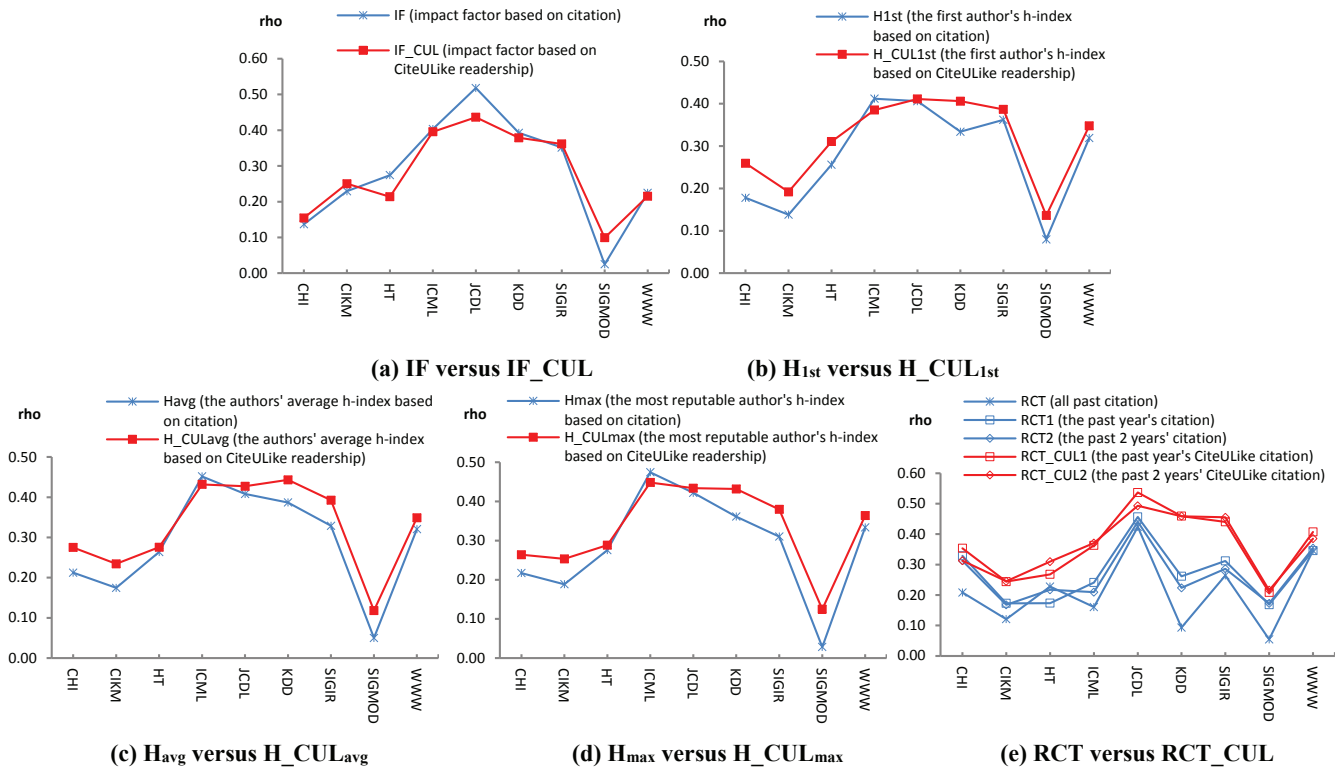 rho
IF (impact factor based on citation)
IF_CUL (impact factor based on
CiteULike readership)
0.60
0.50
0.40
0.30
0.20
0.10
0.00
CHI
CIKM
HT
ICML
JCDL
KDD
SIGIR
SIGMOD
WWW
(a) IF versus IF_CUL
rho
H1st (the first author's h-index
based on citation)
H_CUL1st (the first author's h-index
based on CiteULike readership)
0.50
0.40
0.30
0.20
0.10
0.00
CHI
CIKM
HT
ICML
JCDL
KDD
SIGIR
SIGMOD
WWW
(b) H1st versus H_CUL1st
rho
Havg (the authors' average h-index based
on citation)
H_CULavg (the authors' average h-index
based on CiteULike readership)
0.50
0.40
0.30
0.20
0.10
0.00
CHI
CIKM
HT
ICML
JCDL
KDD
SIGIR
SIGMOD
WWW
(c) Havg versus H_CULavg
rho
Hmax (the most reputable author's h-index
based on citation)
H_CULmax (the most reputable author's h-index
based on CiteULike readership)
0.50
0.40
0.30
0.20
0.10
0.00
CHI
CIKM
HT
ICML
JCDL
KDD
SIGIR
SIGMOD
WWW
(d) Hmax versus H_CULmax
rho
RCT (all past citation)
RCT1 (the past year's citation)
RCT2 (the past 2 years' citation)
RCT_CUL1 (the past year's CiteULike citation)
RCT_CUL2 (the past 2 years' CiteULike citation)
0.60
0.50
0.40
0.30
0.20
0.10
0.00
CHI
CIKM
HT
ICML
JCDL
KDD
SIGIR
SIGMOD
WWW
(e) RCT versus RCT_CUL